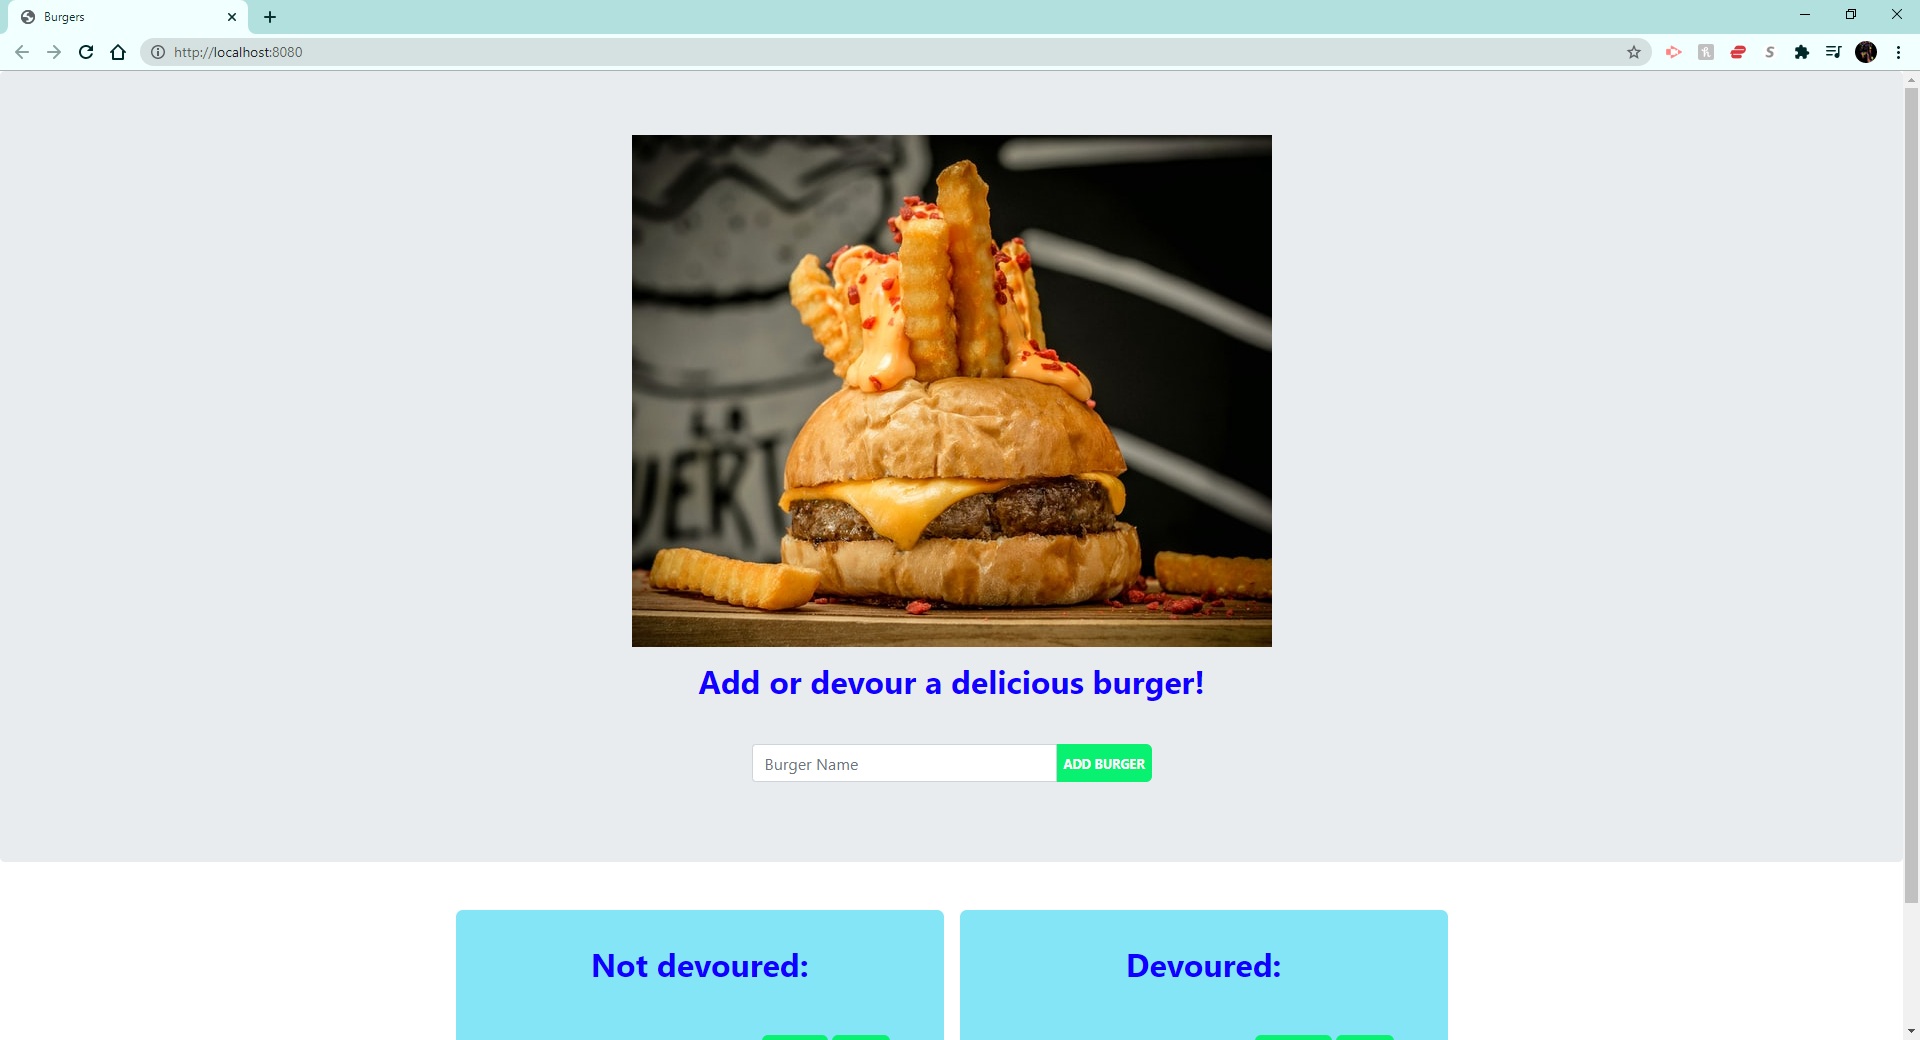 Burgers
http://localhost:8080
Add or devour a delicious burger!
Burger Name
ADD BURGER
Not devoured:
Devoured: